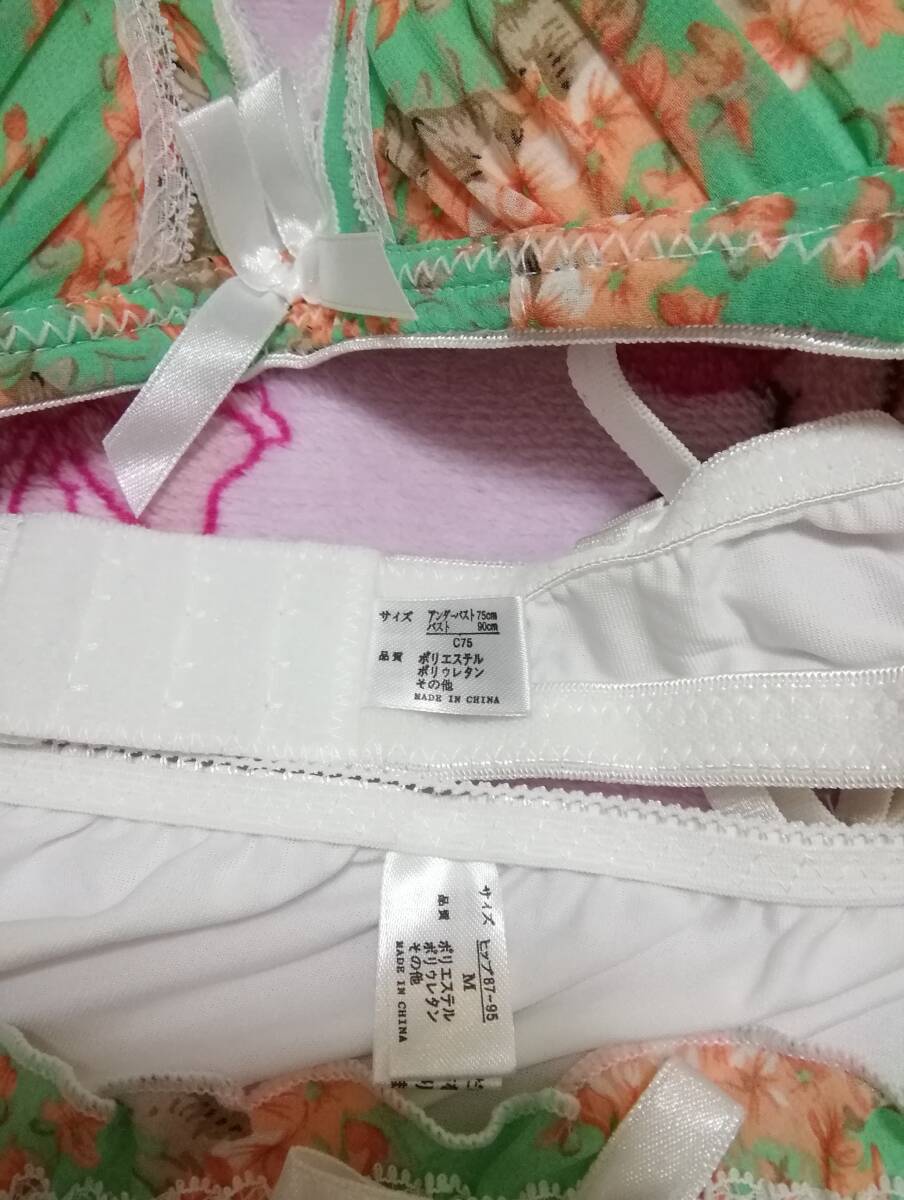 サイズ アンダーバスト75cm
バスト 90cm
C75
品質 ポリエステル
ポリウレタン
その他
MADE IN CHINA
サイズ ヒップ87-95
M
品質 ポリエステル
ポリウレタン
その他
MADE IN CHINA